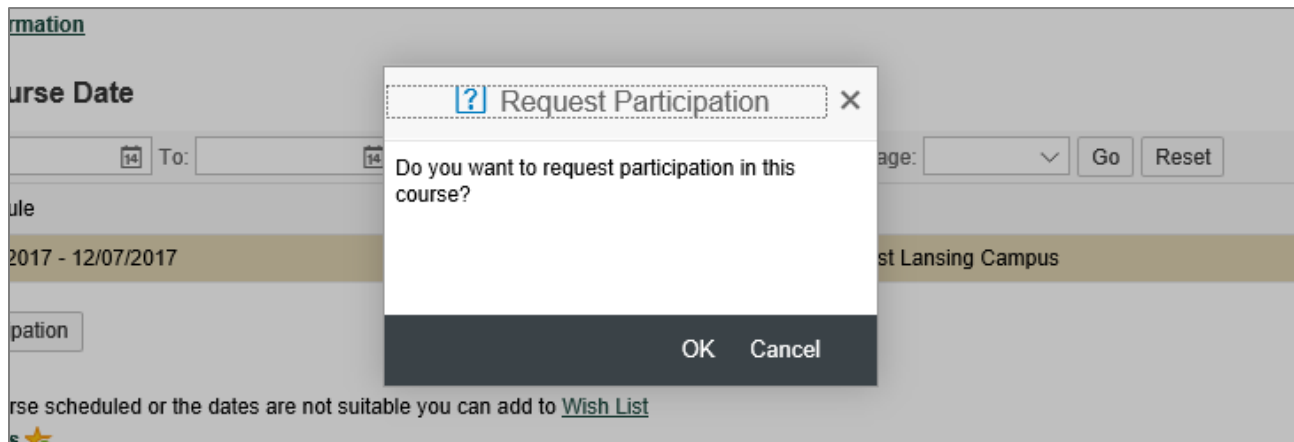 rmation
urse Date
[?] Request Participation ×
14 To: 14
age: Go Reset
Do you want to request participation in this
course?
ule
2017 - 12/07/2017
st Lansing Campus
pation
OK Cancel
rse scheduled or the dates are not suitable you can add to Wish List
s